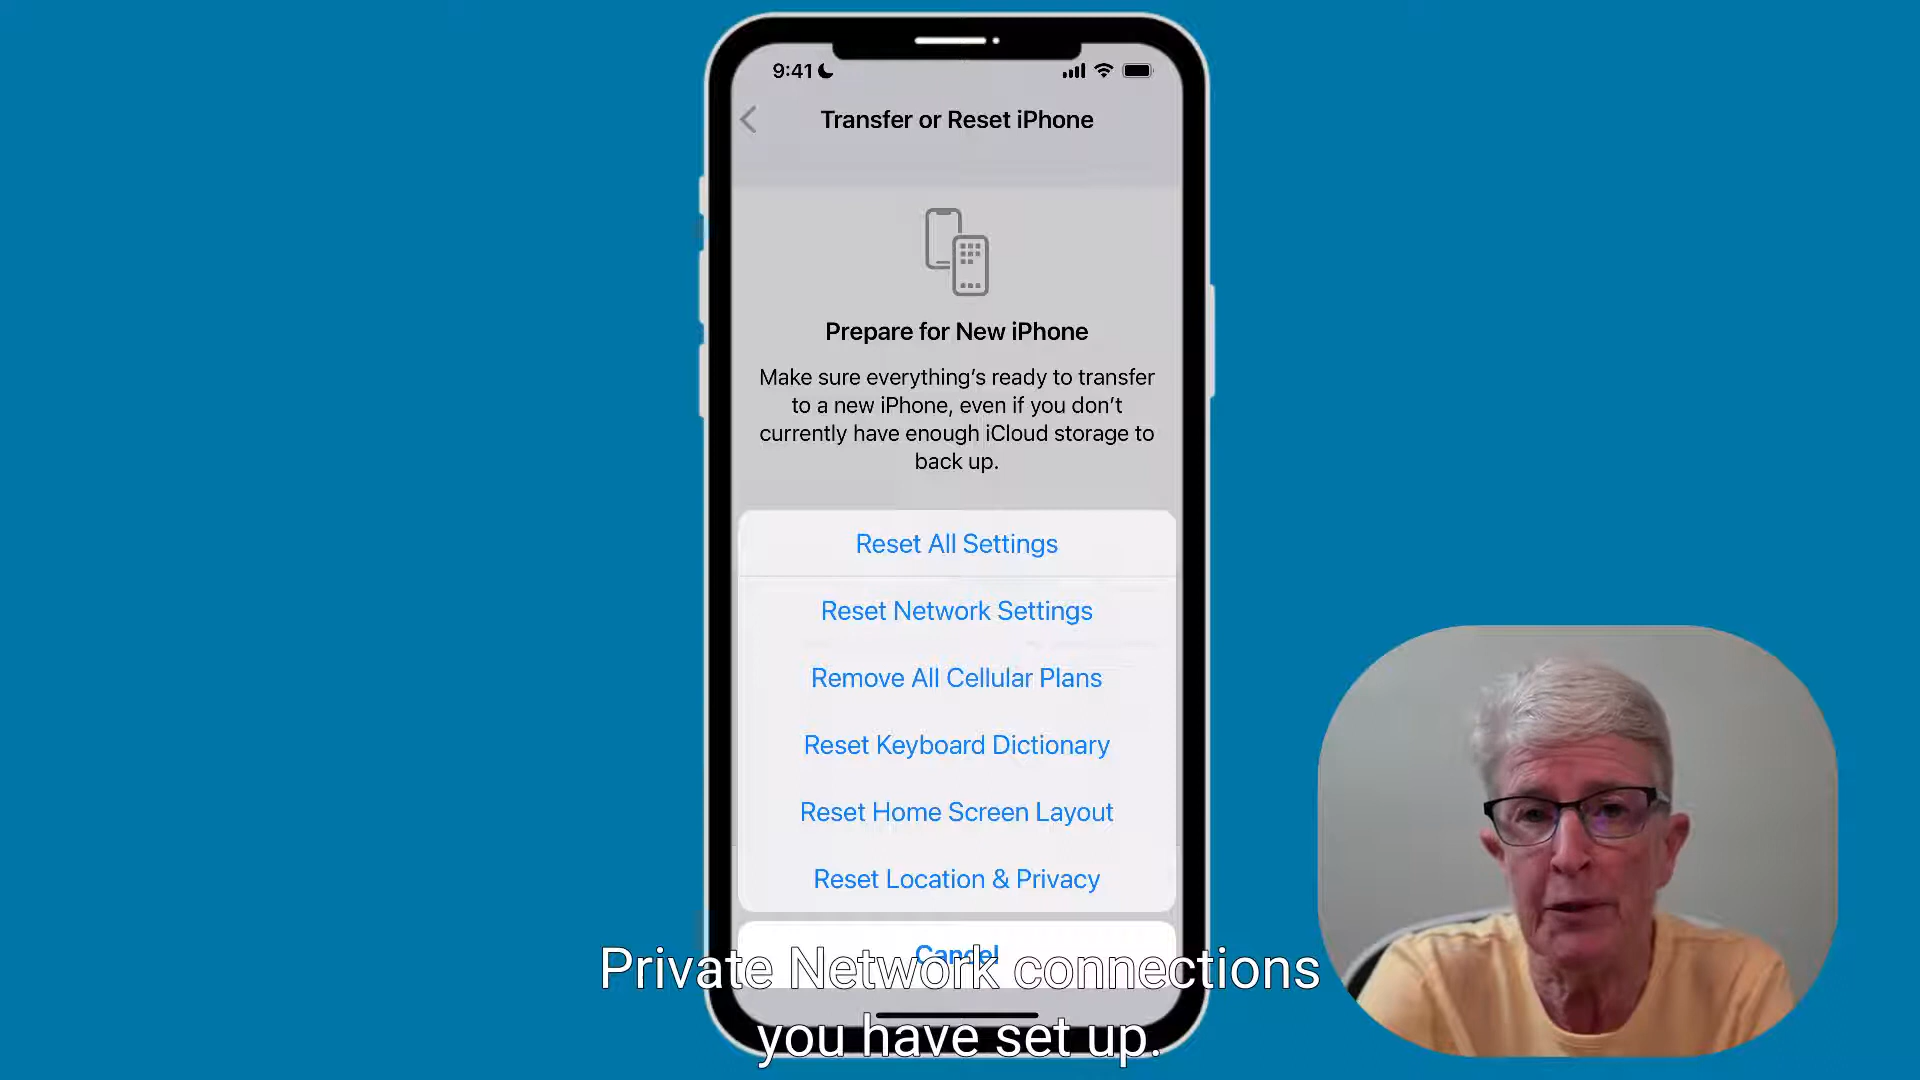 9:41
Transfer or Reset iPhone
Prepare for New iPhone
Make sure everything's ready to transfer
to a new iPhone, even if you don't
currently have enough iCloud storage to
back up.
Reset All Settings
Reset Network Settings
Remove All Cellular Plans
Reset Keyboard Dictionary
Reset Home Screen Layout
Reset Location & Privacy
Cancel
Private Network connections
you have set up.